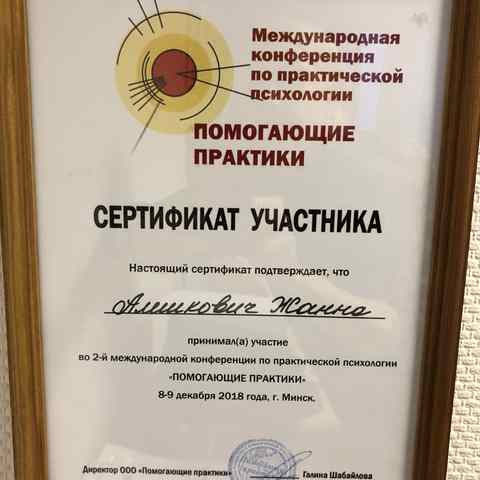 Международная
конференция
по практической
психологии
ПОМОГАЮЩИЕ
ПРАКТИКИ
СЕРТИФИКАТ УЧАСТНИКА
Настоящий сертификат подтверждает, что
Алешкович Жанна
принимал(а) участие
во 2-й международной конференции по практической психологии
«ПОМОГАЮЩИЕ ПРАКТИКИ»
8-9 декабря 2018 года, г. Минск.
Директор ООО «Помогающие практики» Галина Шабайлова